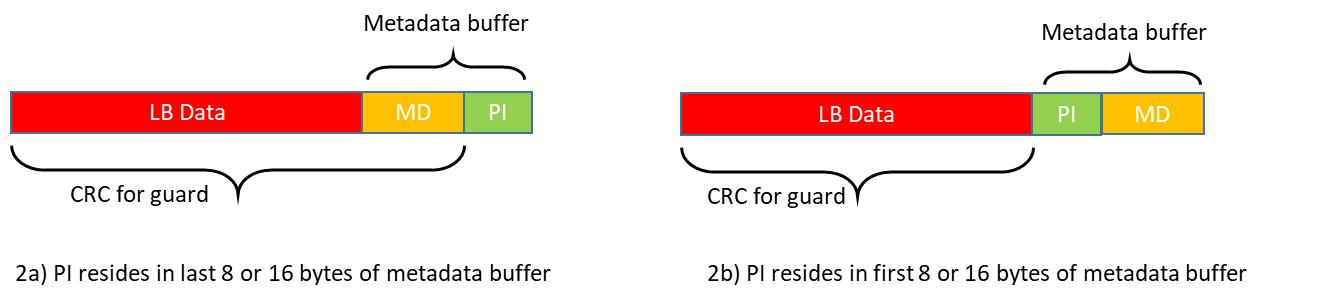 Metadata buffer
LB Data MD PI
CRC for guard
2a) PI resides in last 8 or 16 bytes of metadata buffer
Metadata buffer
LB Data PI MD
CRC for guard
2b) PI resides in first 8 or 16 bytes of metadata buffer